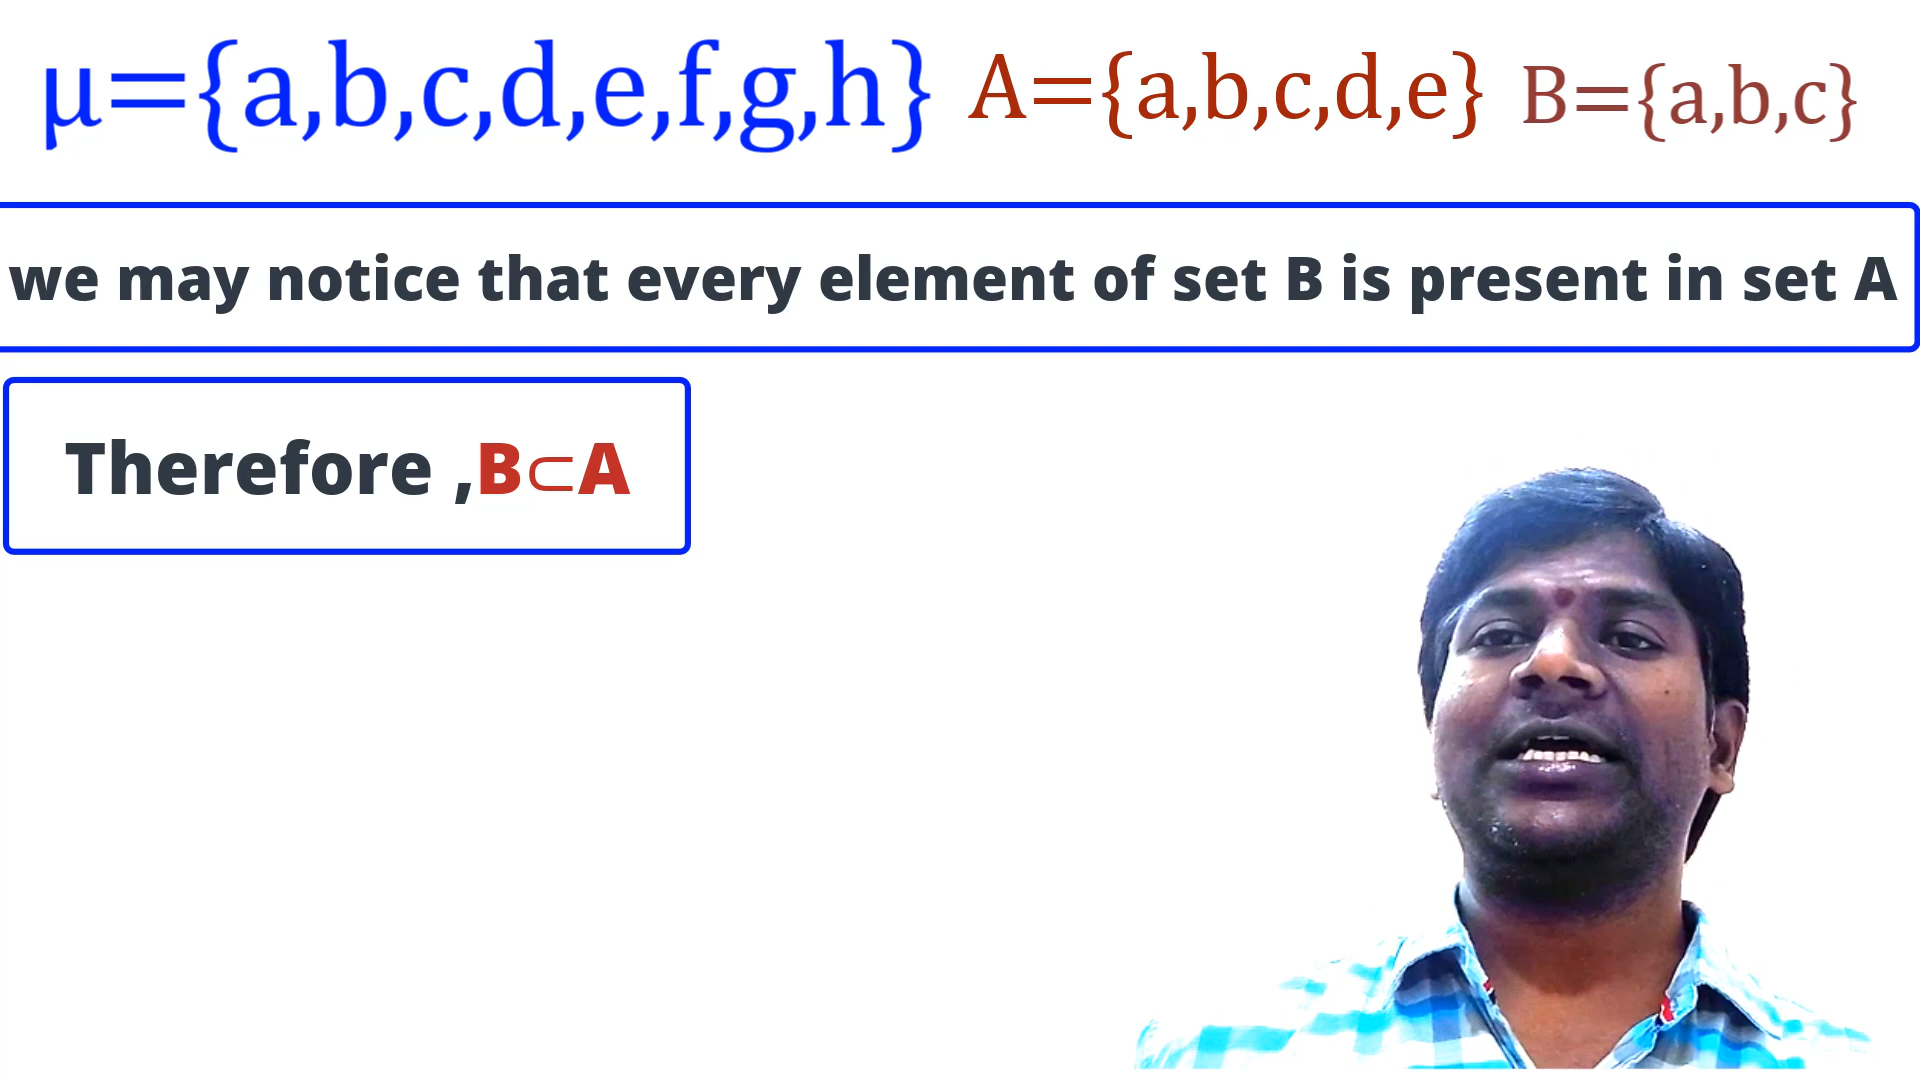 μ={a,b,c,d,e,f,g,h} A={a,b,c,d,e} B={a,b,c}
we may notice that every element of set B is present in set A
Therefore ,B⊂A